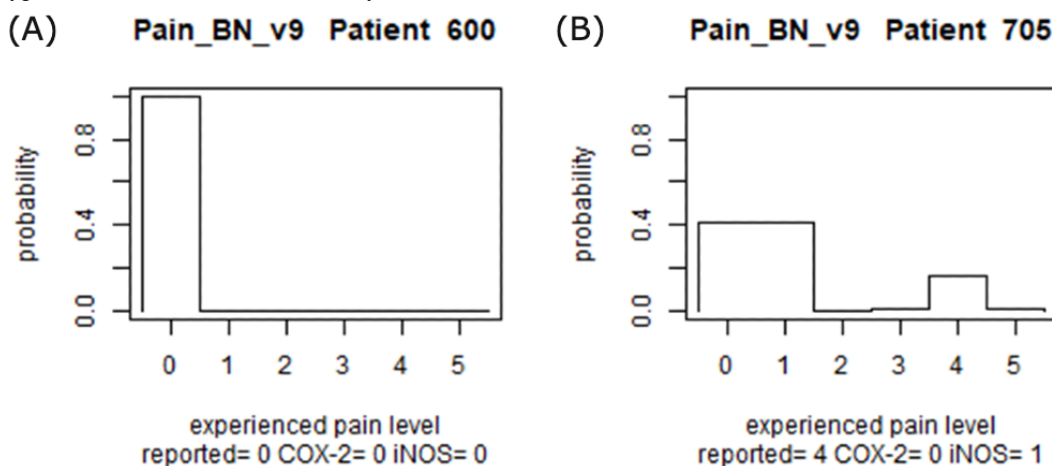 (A) Pain_BN_v9 Patient 600
probability
0.8
0.4
0.0
0 1 2 3 4 5
experienced pain level
reported= 0 COX-2= 0 iNOS= 0
(B) Pain_BN_v9 Patient 705
probability
0.8
0.4
0.0
0 1 2 3 4 5
experienced pain level
reported= 4 COX-2= 0 iNOS= 1